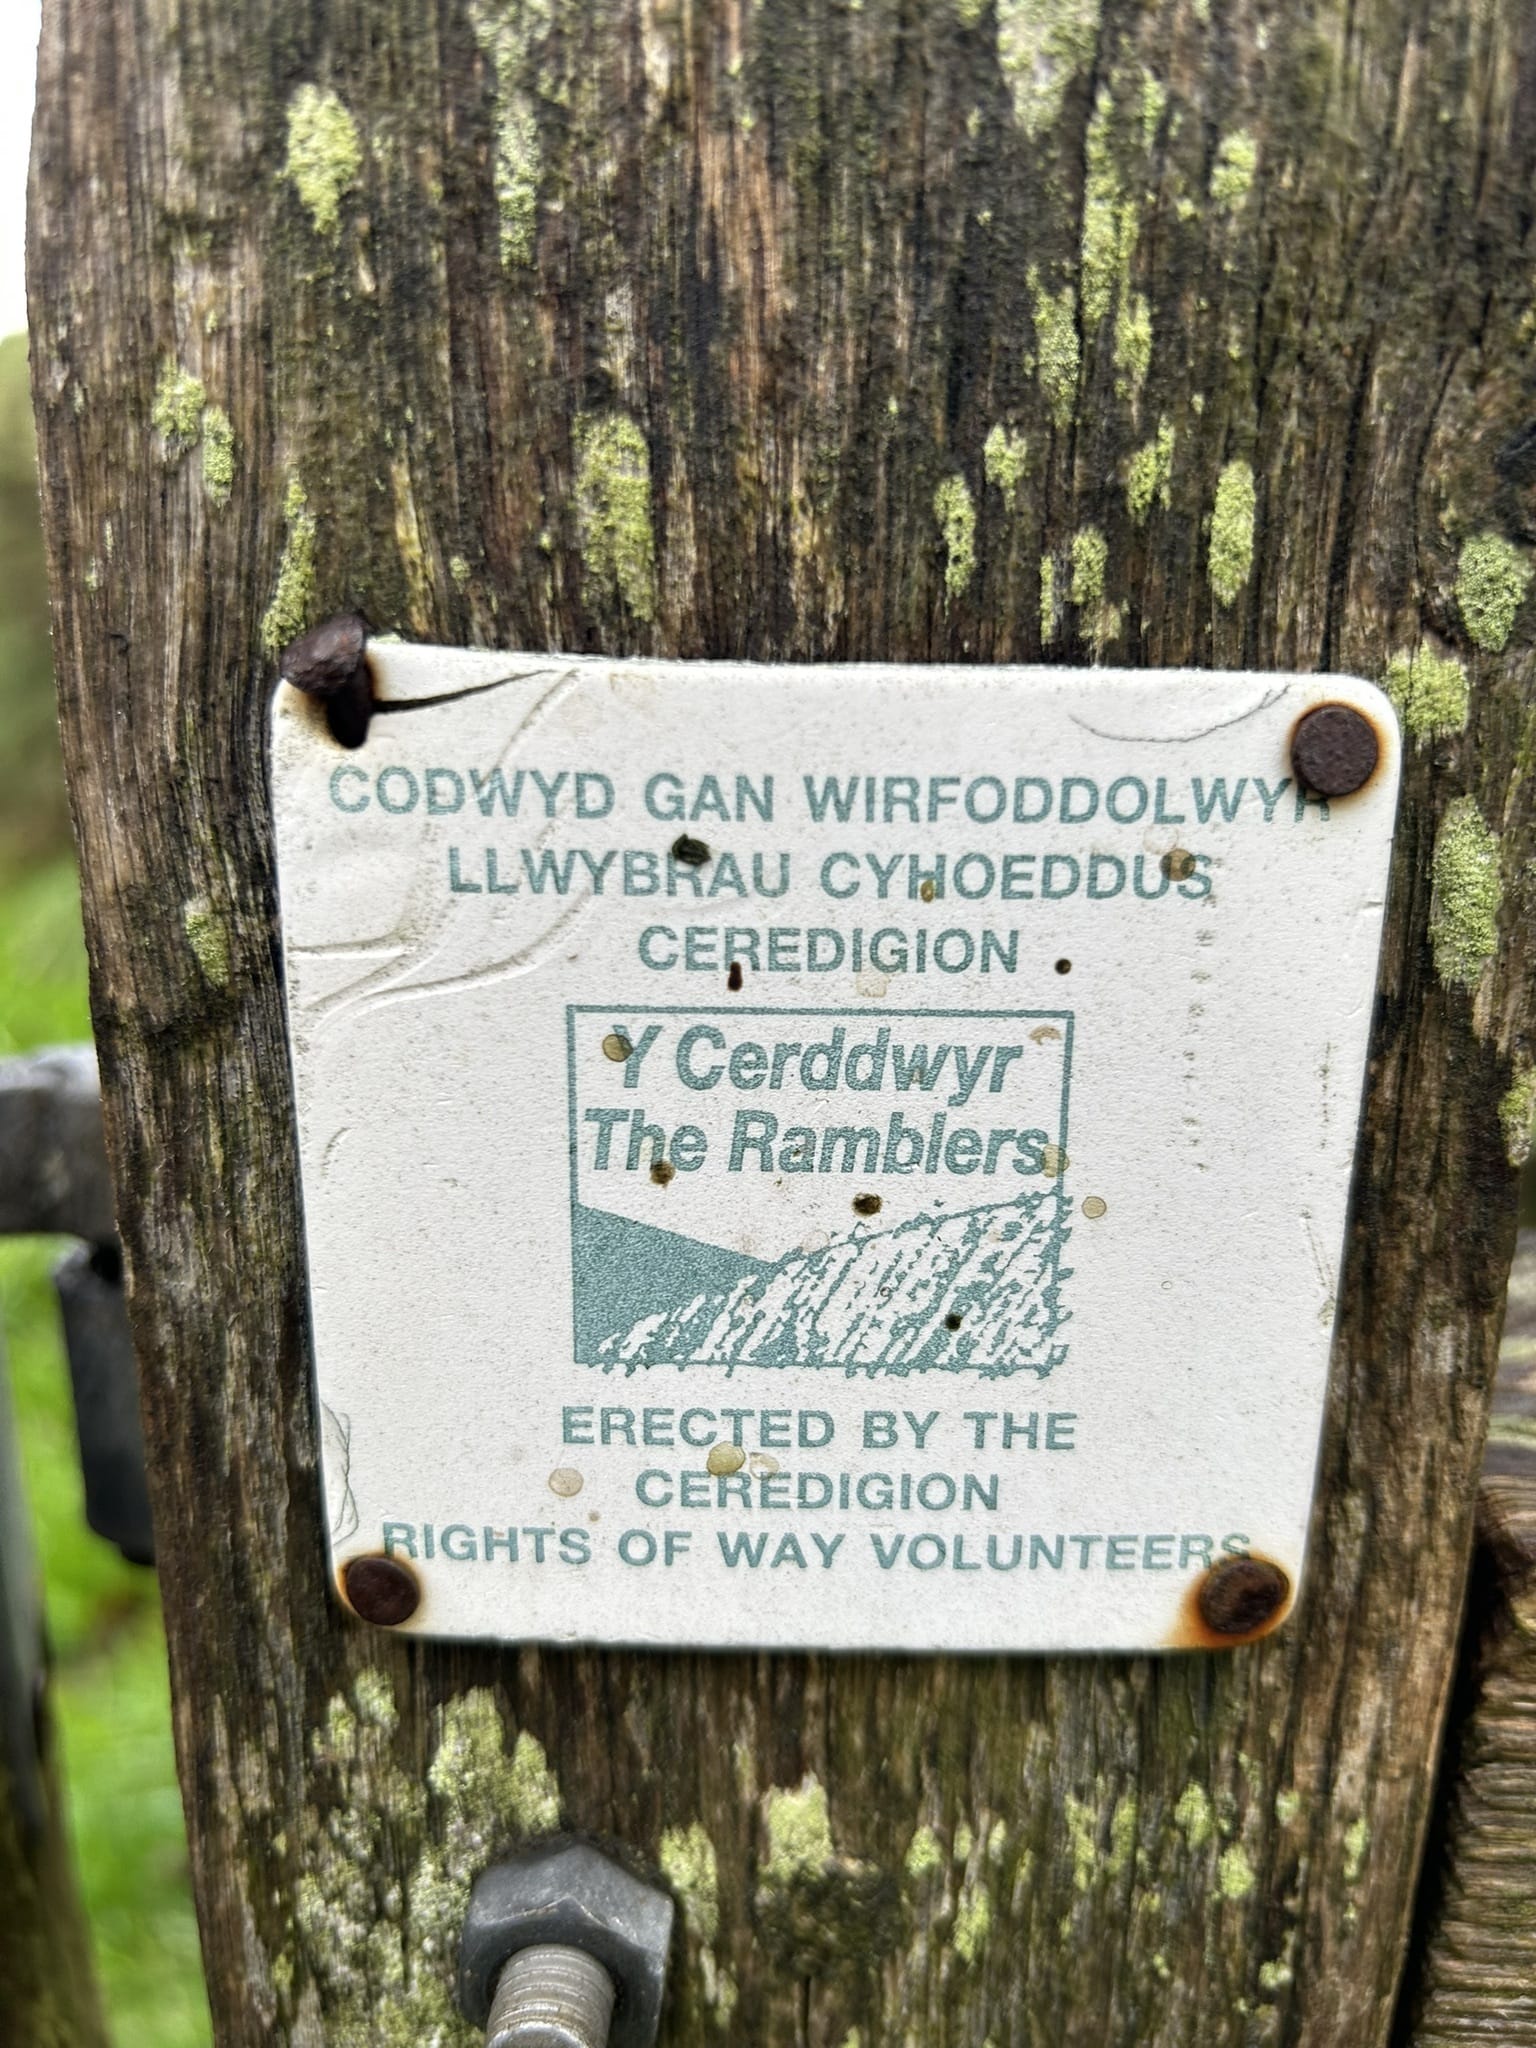 CODWYD GAN WIRFODDOLWYR
LLWYBRAU CYHOEDDUS
CEREDIGION
Y Cerddwyr
The Ramblers
ERECTED BY THE
CEREDIGION
RIGHTS OF WAY VOLUNTEERS